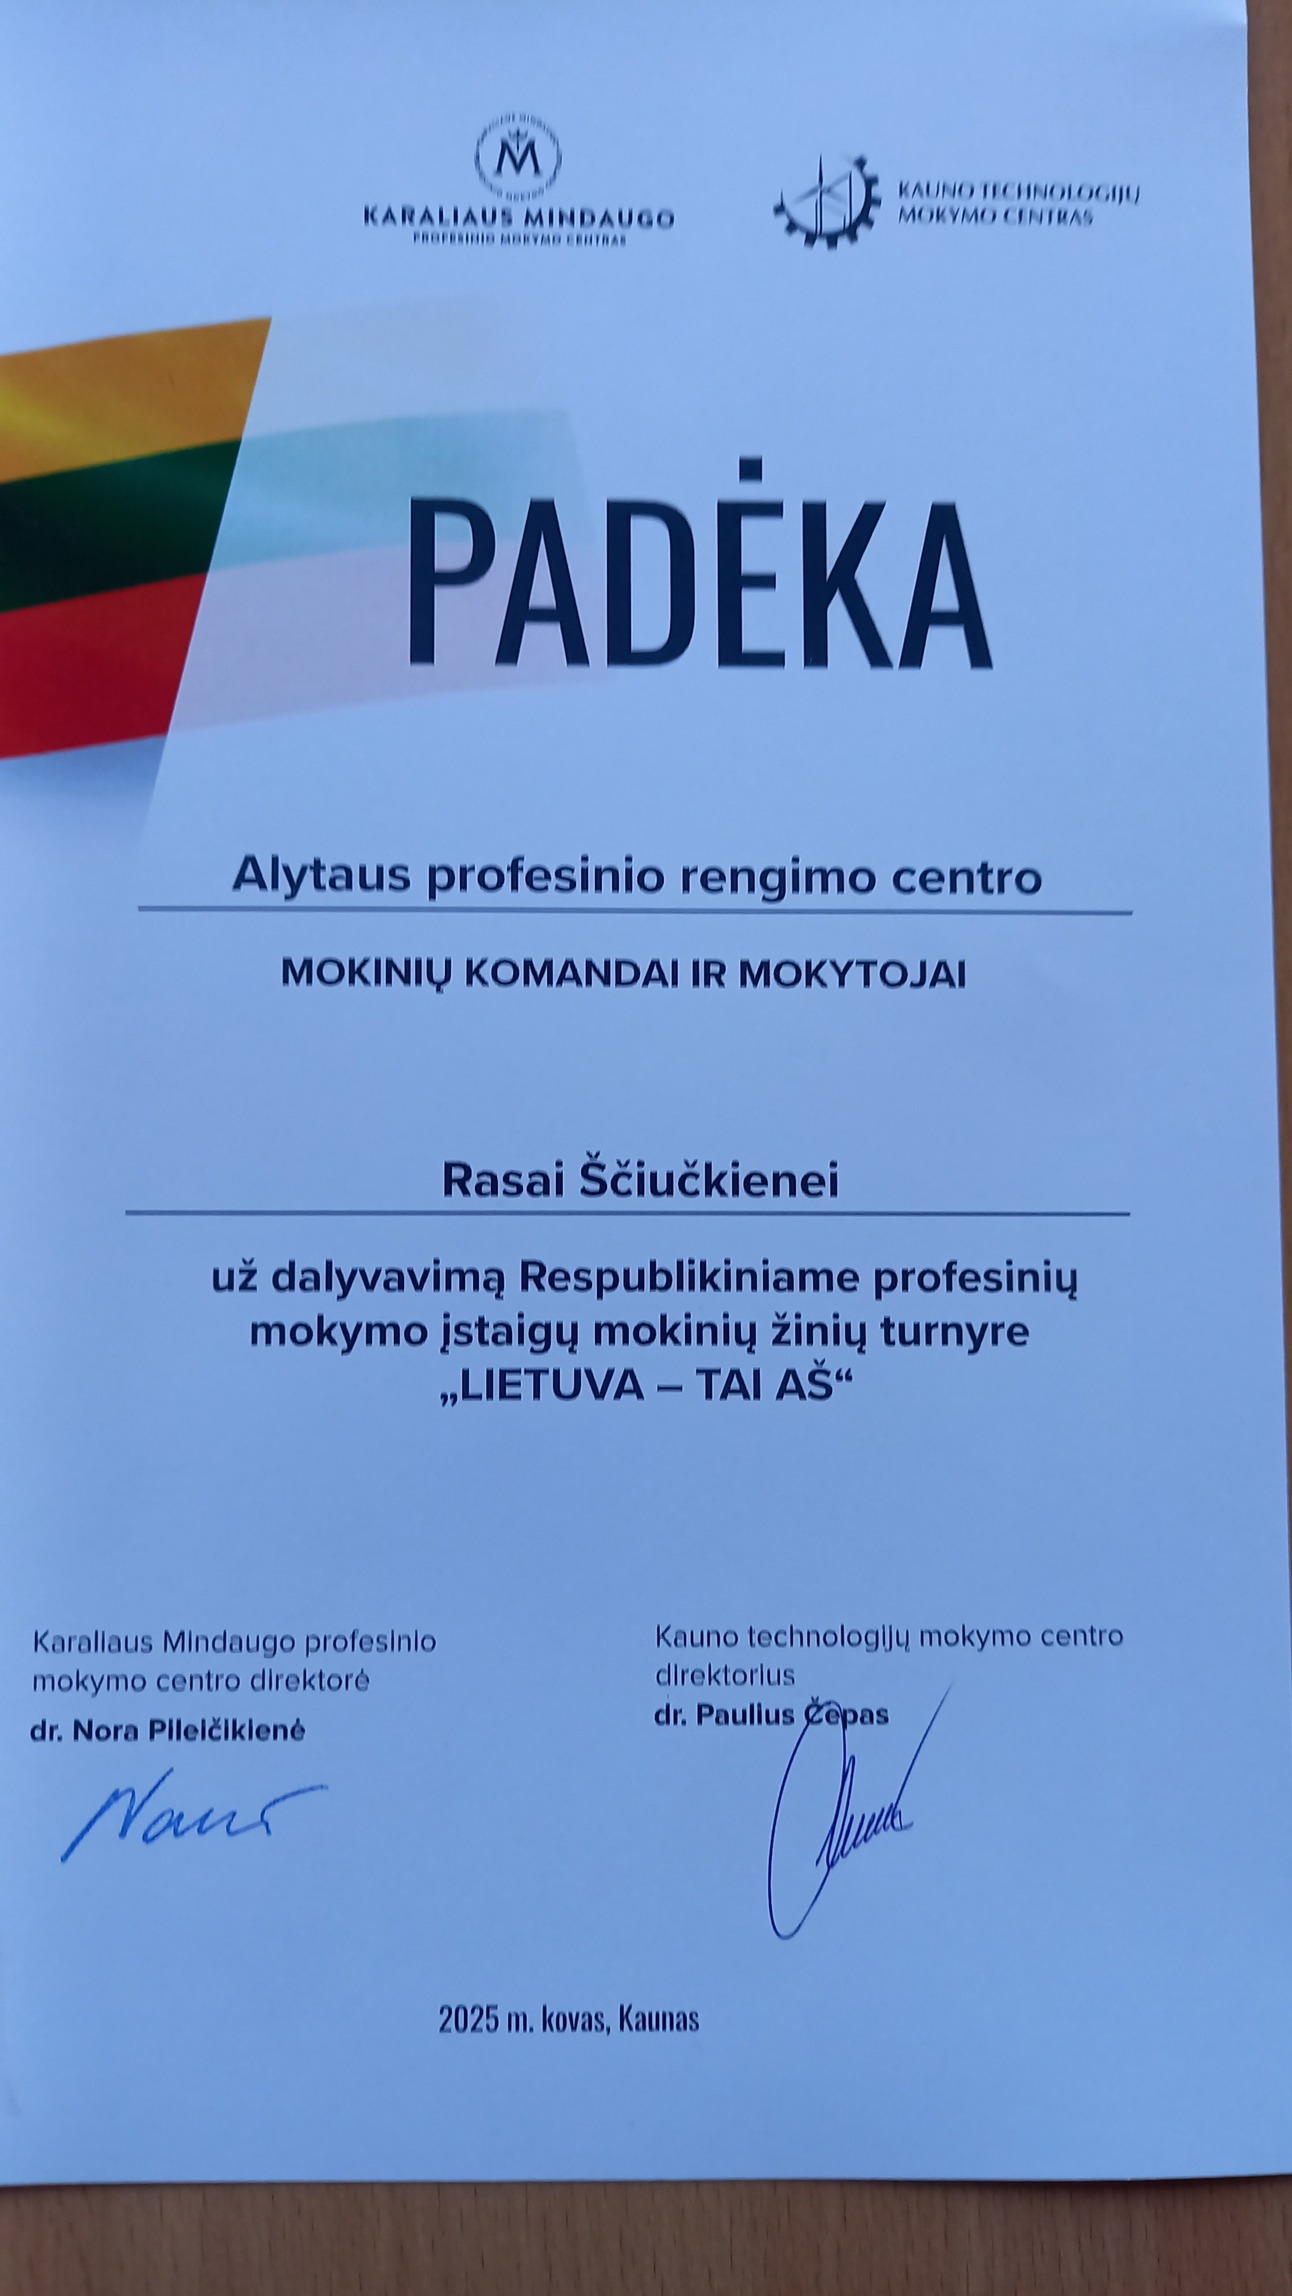 KARALIAUS MINDAUGO
PROFESINIO MOKYMO CENTRAS
KAUNO TECHNOLOGIJŲ
MOKYMO CENTRAS
PADĖKA
Alytaus profesinio rengimo centro
MOKINIŲ KOMANDAI IR MOKYTOJAI
Rasai Ščiučkienei
už dalyvavimą Respublikiniame profesinių
mokymo įstaigų mokinių žinių turnyre
„LIETUVA – TAI AŠ“
Karaliaus Mindaugo profesinio
mokymo centro direktorė
dr. Nora Pileičikienė
Kauno technologijų mokymo centro
direktorius
dr. Paulius Čepas
2025 m. kovas, Kaunas